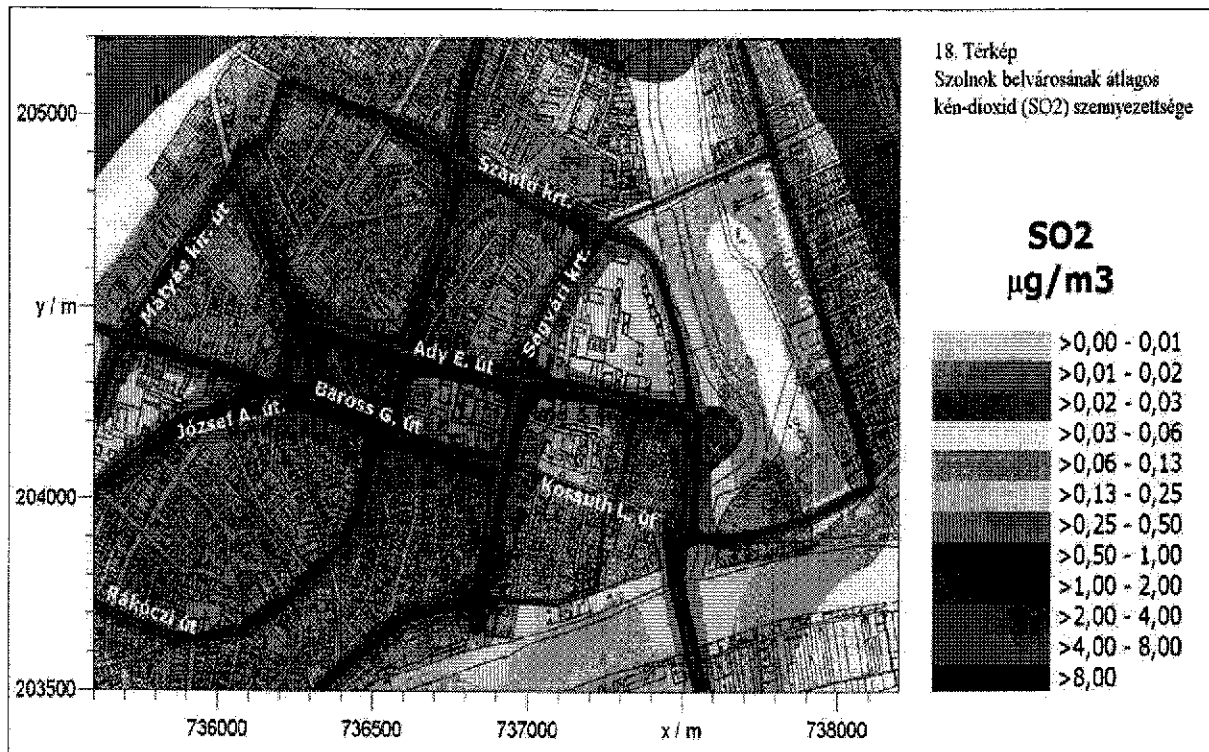 18. Térkép
Szolnok belvárosának átlagos
kén-dioxid (SO2) szennyezettsége
SO2
µg/m3
>0,00 - 0,01
>0,01 - 0,02
>0,02 - 0,03
>0,03 - 0,06
>0,06 - 0,13
>0,13 - 0,25
>0,25 - 0,50
>0,50 - 1,00
>1,00 - 2,00
>2,00 - 4,00
>4,00 - 8,00
>8,00
205000
y / m
204000
203500
736000
736500
737000
x / m
738000
Szántó krt.
Mátyás kir. út
Ságvári krt.
Ady E. út
Baross G. út
József A. út.
Kossuth L. út
Rákóczi út